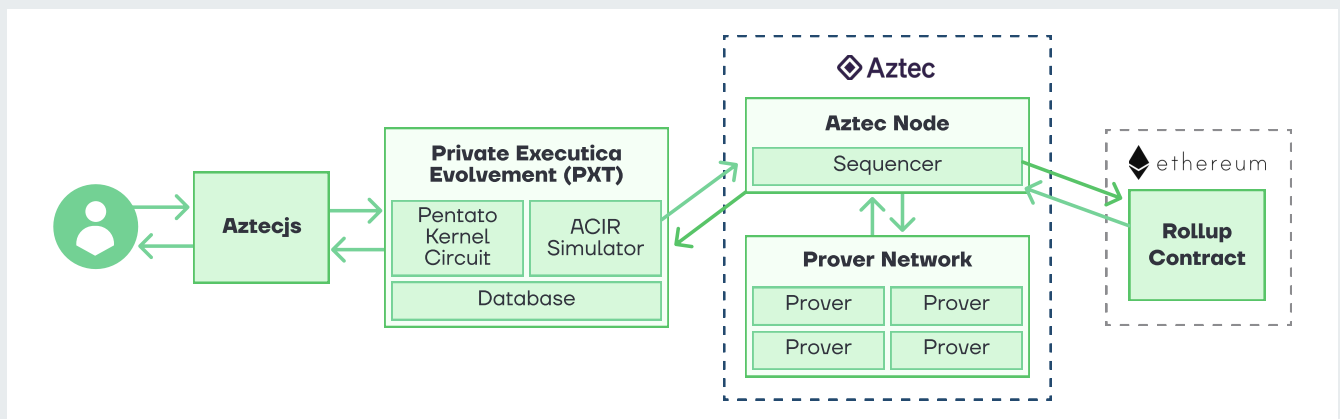 Aztec
Aztec Node
Sequencer
Private Executica
Evolvement (PXT)
Pentato
Kernel
Circuit
ACIR
Simulator
Database
Aztecjs
Prover Network
Prover
Prover
Prover
Prover
ethereum
Rollup
Contract